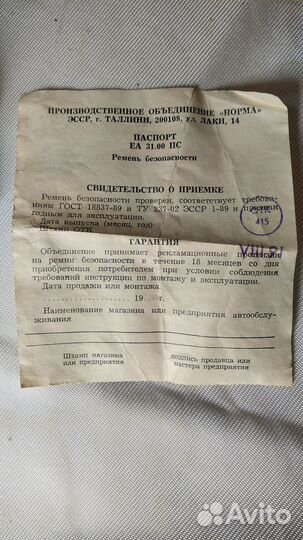 ПРОИЗВОДСТВЕННОЕ ОБЪЕДИНЕНИЕ «НОРМА»
ЭССР, г. ТАЛЛИНН, 200108, ул. ЛАКИ, 14
ПАСПОРТ
ЕА 31.00 ПС
Ремень безопасности
СВИДЕТЕЛЬСТВО О ПРИЕМКЕ
Ремень безопасности проверен, соответствует требова-
ниям ГОСТ 18837-89 и ТУ 237-02 ЭССР 1-89 и признан
годным для эксплуатации.
Дата выпуска (месяц, год)
Штамп ОТК
ОТК
415
VIII 91
ГАРАНТИЯ
Объединение принимает рекламационные претензии
на ремни безопасности в течение 18 месяцев со дня
приобретения потребителем при условии соблюдения
требований инструкции по монтажу и эксплуатации.
Дата продажи или монтажа.
.................... 19....г.
Наименование магазина или предприятия автообслу-
живания
Штамп магазина
или предприятия
подпись продавца или
мастера предприятия
Avito